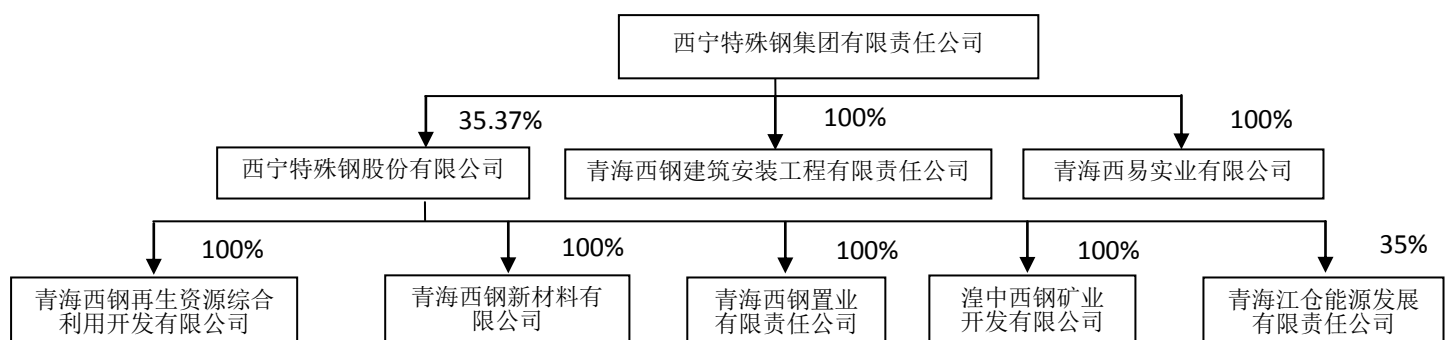 西宁特殊钢集团有限责任公司
35.37%
100%
100%
西宁特殊钢股份有限公司
青海西钢建筑安装工程有限责任公司
青海西易实业有限公司
100%
100%
100%
100%
35%
青海西钢再生资源综合
利用开发有限公司
青海西钢新材料有
限公司
青海西钢置业
有限责任公司
湟中西钢矿业
开发有限公司
青海江仓能源发展
有限责任公司